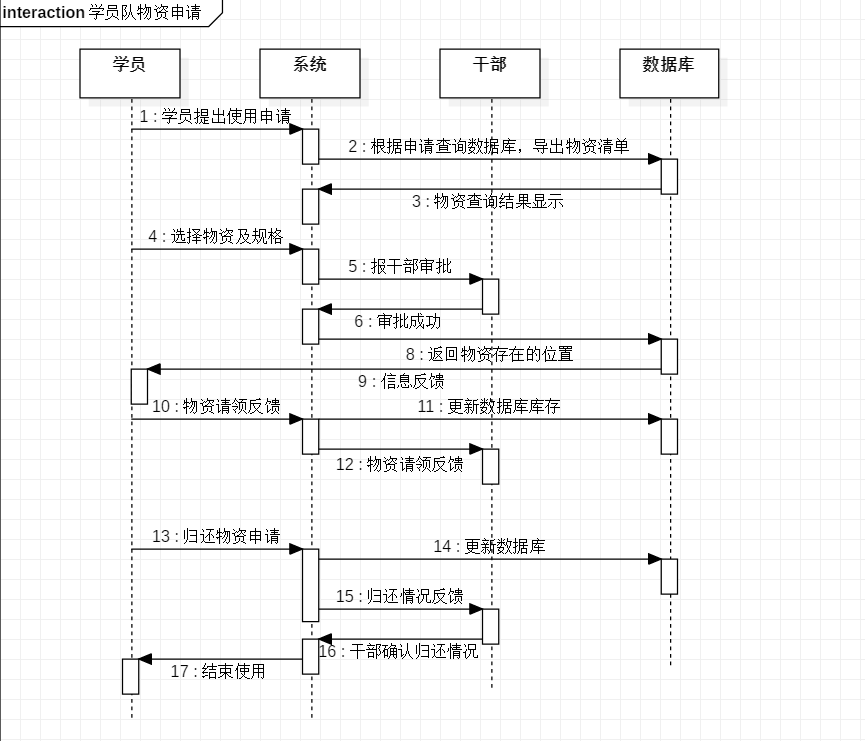 interaction 学员队物资申请
学员
系统
干部
数据库
1 : 学员提出使用申请
2 : 根据申请查询数据库，导出物资清单
3 : 物资查询结果显示
4 : 选择物资及规格
5 : 报干部审批
6 : 审批成功
8 : 返回物资存在的位置
9 : 信息反馈
10 : 物资请领反馈
11 : 更新数据库库存
12 : 物资请领反馈
13 : 归还物资申请
14 : 更新数据库
15 : 归还情况反馈
16 : 干部确认归还情况
17 : 结束使用